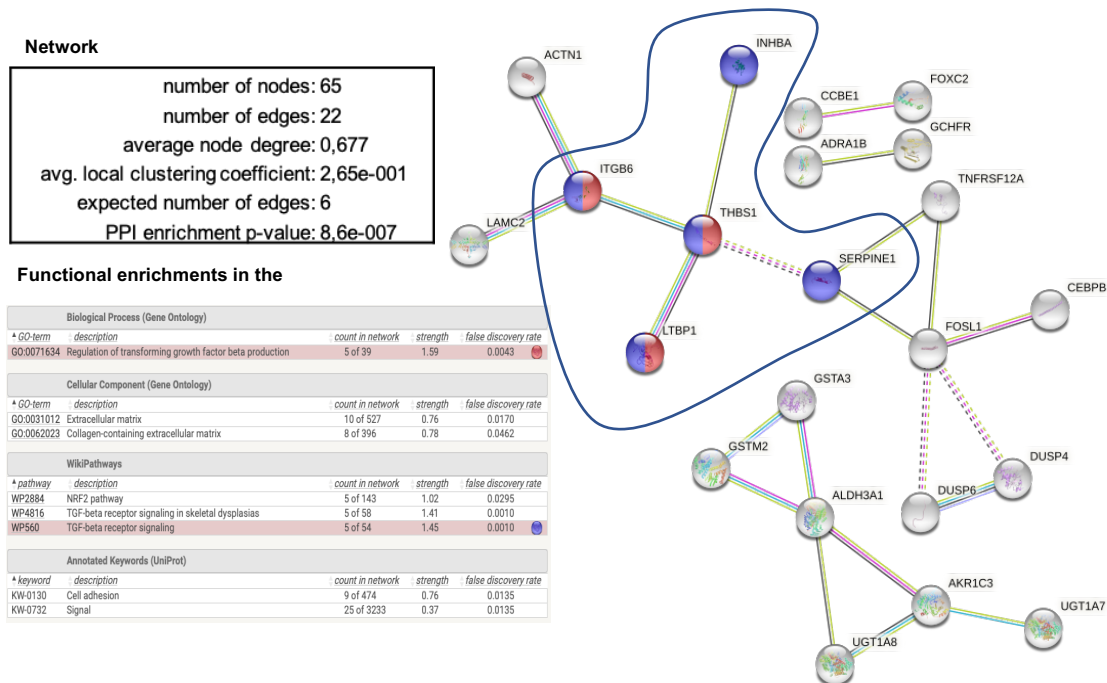 Network
number of nodes: 65
number of edges: 22
average node degree: 0,677
avg. local clustering coefficient: 2,65e-001
expected number of edges: 6
PPI enrichment p-value: 8,6e-007
Functional enrichments in the
Biological Process (Gene Ontology)
GO-term description count in network strength false discovery rate
GO:0071634 Regulation of transforming growth factor beta production 5 of 39 1.59 0.0043
Cellular Component (Gene Ontology)
GO-term description count in network strength false discovery rate
GO:0031012 Extracellular matrix 10 of 527 0.76 0.0170
GO:0062023 Collagen-containing extracellular matrix 8 of 396 0.78 0.0462
WikiPathways
pathway description count in network strength false discovery rate
WP2884 NRF2 pathway 5 of 143 1.02 0.0295
WP4816 TGF-beta receptor signaling in skeletal dysplasias 5 of 58 1.41 0.0010
WP560 TGF-beta receptor signaling 5 of 54 1.45 0.0010
Annotated Keywords (UniProt)
keyword description count in network strength false discovery rate
KW-0130 Cell adhesion 9 of 474 0.76 0.0135
KW-0732 Signal 25 of 3233 0.37 0.0135
INHBA
ACTN1
FOXC2
CCBE1
GCHFR
ADRA1B
ITGB6
TNFRSF12A
THBS1
LAMC2
SERPINE1
CEBPB
LTBP1
FOSL1
GSTA3
GSTM2
DUSP4
DUSP6
ALDH3A1
AKR1C3
UGT1A7
UGT1A8